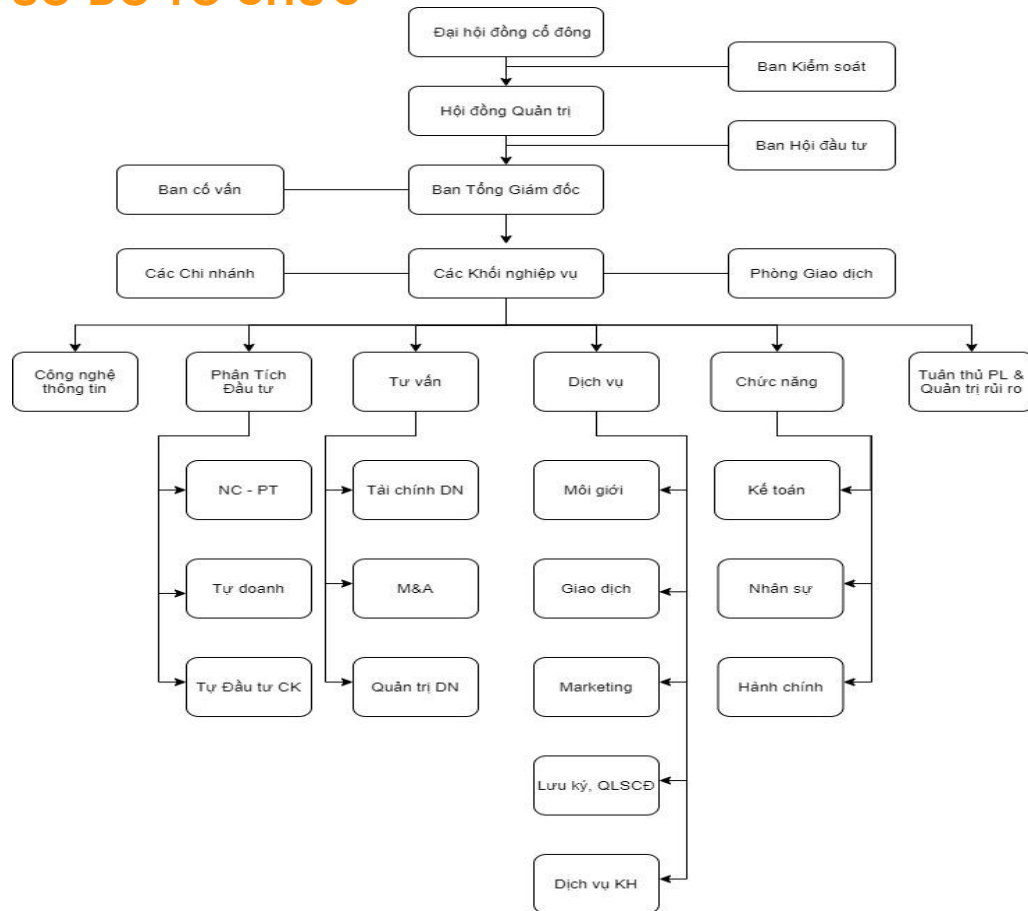 SƠ ĐỒ TỔ CHỨC
Đại hội đồng cổ đông
Ban Kiểm soát
Hội đồng Quản trị
Ban Hội đầu tư
Ban cố vấn
Ban Tổng Giám đốc
Các Chi nhánh
Các Khối nghiệp vụ
Phòng Giao dịch
Công nghệ
thông tin
Phân Tích
Đầu tư
Tư vấn
Dịch vụ
Chức năng
Tuân thủ PL &
Quản trị rủi ro
NC - PT
Tài chính DN
Môi giới
Kế toán
Tự doanh
M&A
Giao dịch
Nhân sự
Tự Đầu tư CK
Quản trị DN
Marketing
Hành chính
Lưu ký, QLSCĐ
Dịch vụ KH